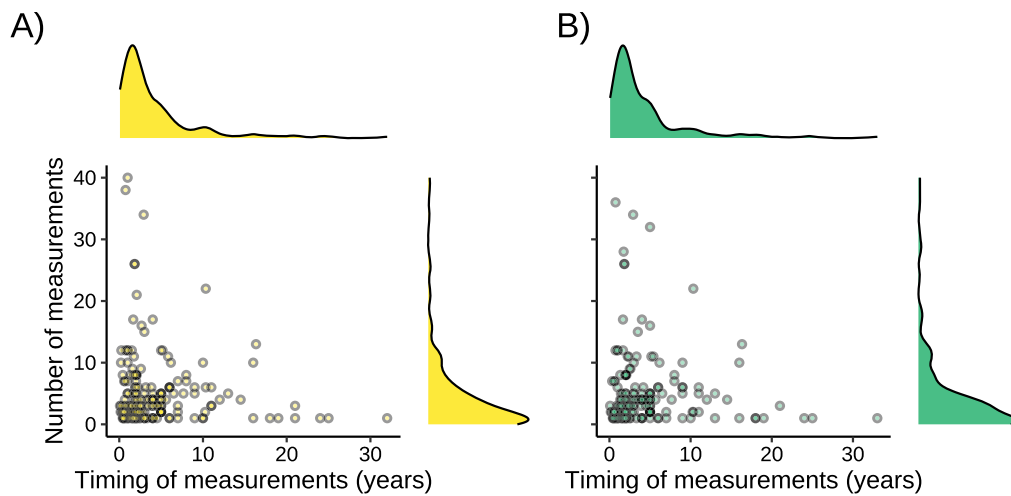 A)
B)
Number of measurements
40
30
20
10
0
0 10 20 30
0 10 20 30
Timing of measurements (years)
Timing of measurements (years)